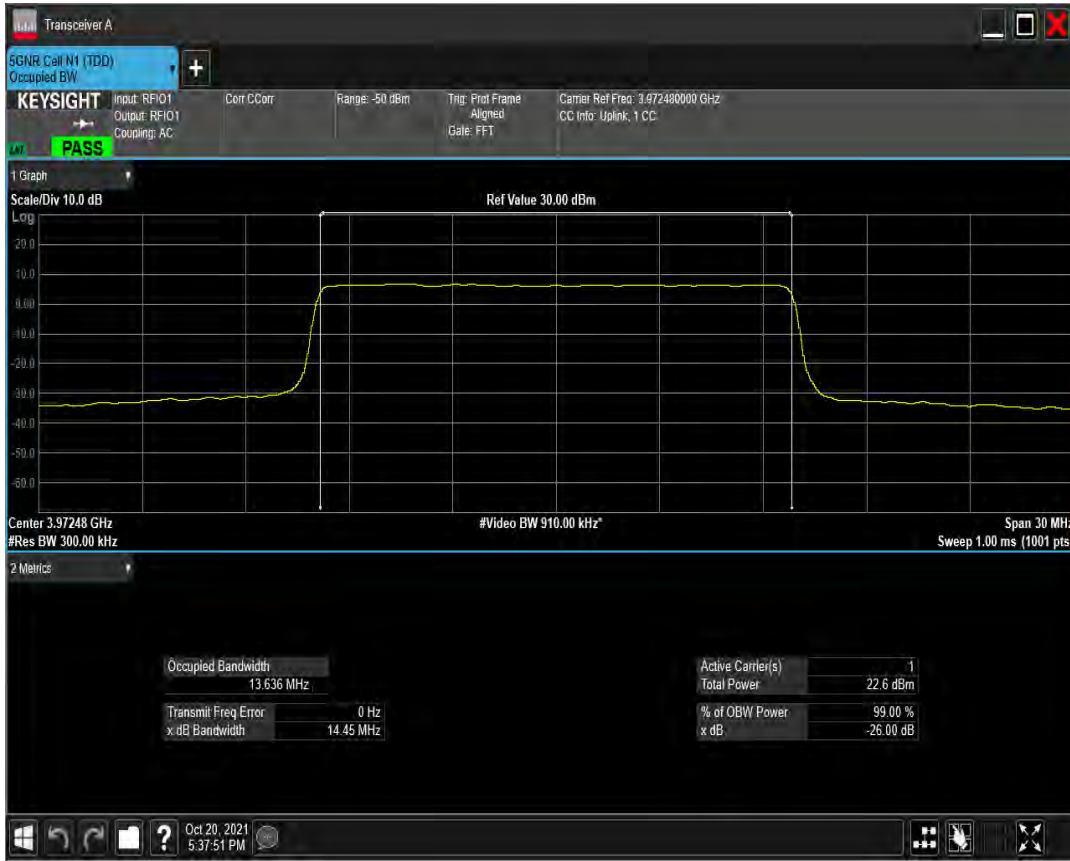 Transceiver A
5GNR Cell N1 (TDD)
Occupied BW
+
KEYSIGHT
Input: RFIO1
Output: RFIO1
Coupling: AC
Corr CCorr
Range: -50 dBm
Trig: Prot Frame
Aligned
Gate: FFT
Carrier Ref Freq: 3.972480000 GHz
CC Info: Uplink, 1 CC
PASS
1 Graph
Scale/Div 10.0 dB
Ref Value 30.00 dBm
Log
20.0
10.0
0.00
-10.0
-20.0
-30.0
-40.0
-50.0
-60.0
Center 3.97248 GHz
#Video BW 910.00 kHz*
Span 30 MHz
#Res BW 300.00 kHz
Sweep 1.00 ms (1001 pts
2 Metrics
Occupied Bandwidth
13.636 MHz
Transmit Freq Error 0 Hz
x dB Bandwidth 14.45 MHz
Active Carrier(s) 1
Total Power 22.6 dBm
% of OBW Power 99.00 %
x dB -26.00 dB
?
Oct 20, 2021
5:37:51 PM